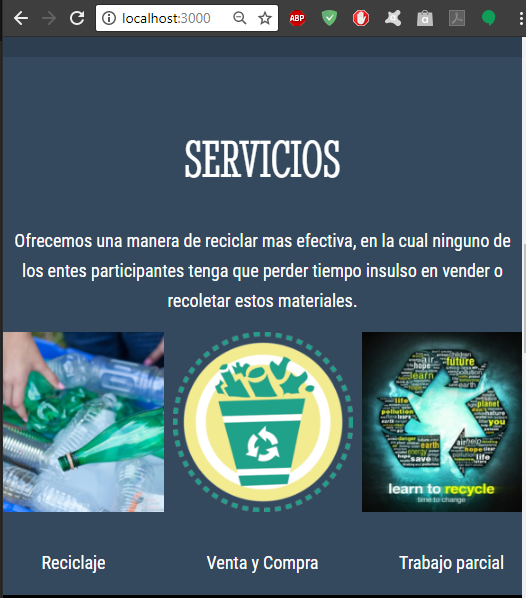 localhost:3000
ABP
a
SERVICIOS
Ofrecemos una manera de reciclar mas efectiva, en la cual ninguno de
los entes participantes tenga que perder tiempo insulso en vender o
recoletar estos materiales.
learn to recycle
time to change
Reciclaje
Venta y Compra
Trabajo parcial